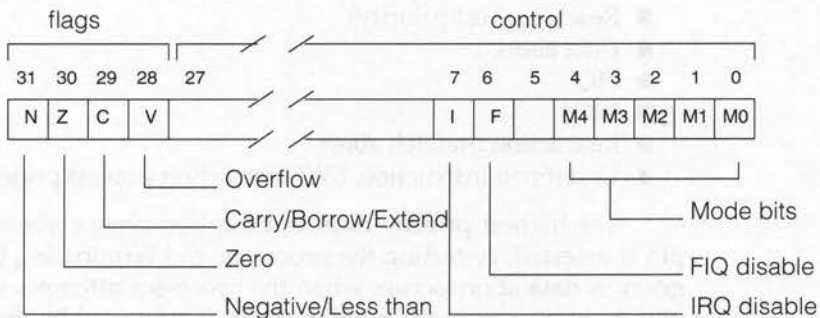 flags control
31 30 29 28 27 7 6 5 4 3 2 1 0
N Z C V I F M4 M3 M2 M1 M0
Overflow
Carry/Borrow/Extend
Mode bits
Zero
FIQ disable
Negative/Less than IRQ disable